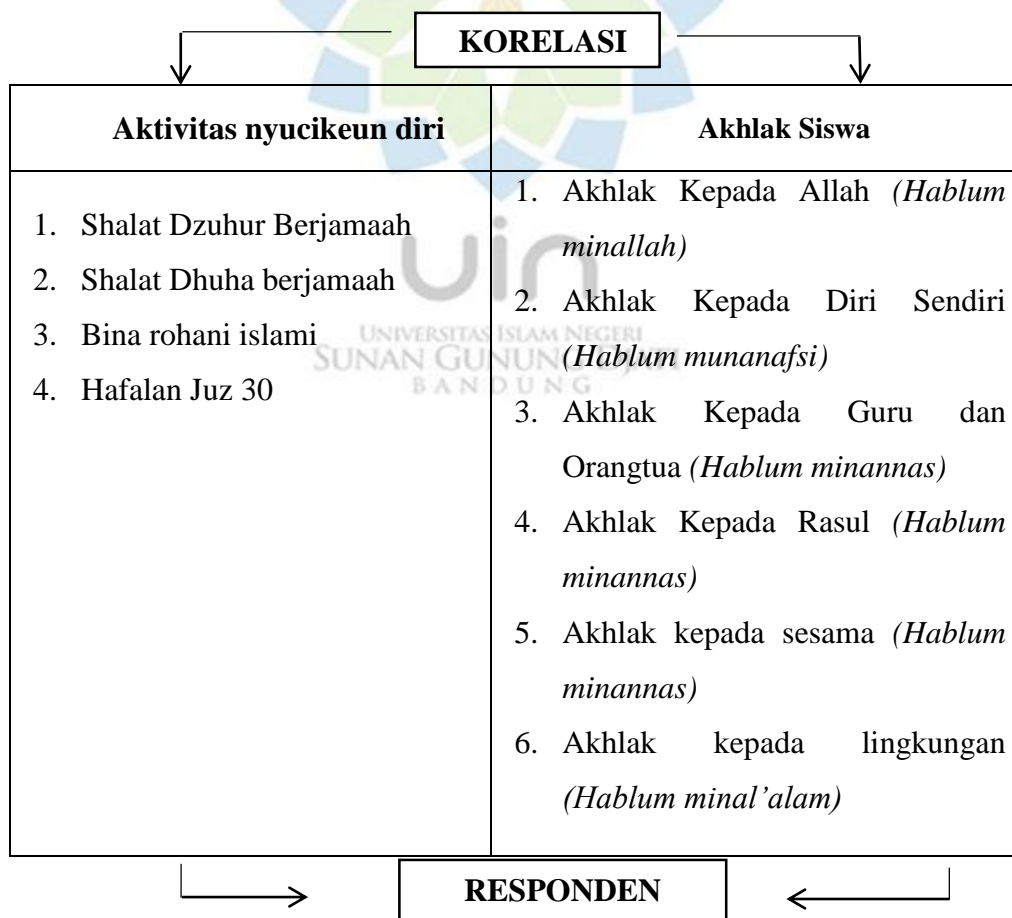 KORELASI
Aktivitas nyucikeun diri
Akhlak Siswa
1. Shalat Dzuhur Berjamaah
2. Shalat Dhuha berjamaah
3. Bina rohani islami
4. Hafalan Juz 30
1. Akhlak Kepada Allah (Hablum
minallah)
2. Akhlak Kepada Diri Sendiri
(Hablum munanafsi)
3. Akhlak Kepada Guru dan
Orangtua (Hablum minannas)
4. Akhlak Kepada Rasul (Hablum
minannas)
5. Akhlak kepada sesama (Hablum
minannas)
6. Akhlak kepada lingkungan
(Hablum minal’alam)
uin
UNIVERSITAS ISLAM NEGERI
SUNAN GUNUNG
BANDUNG
RESPONDEN